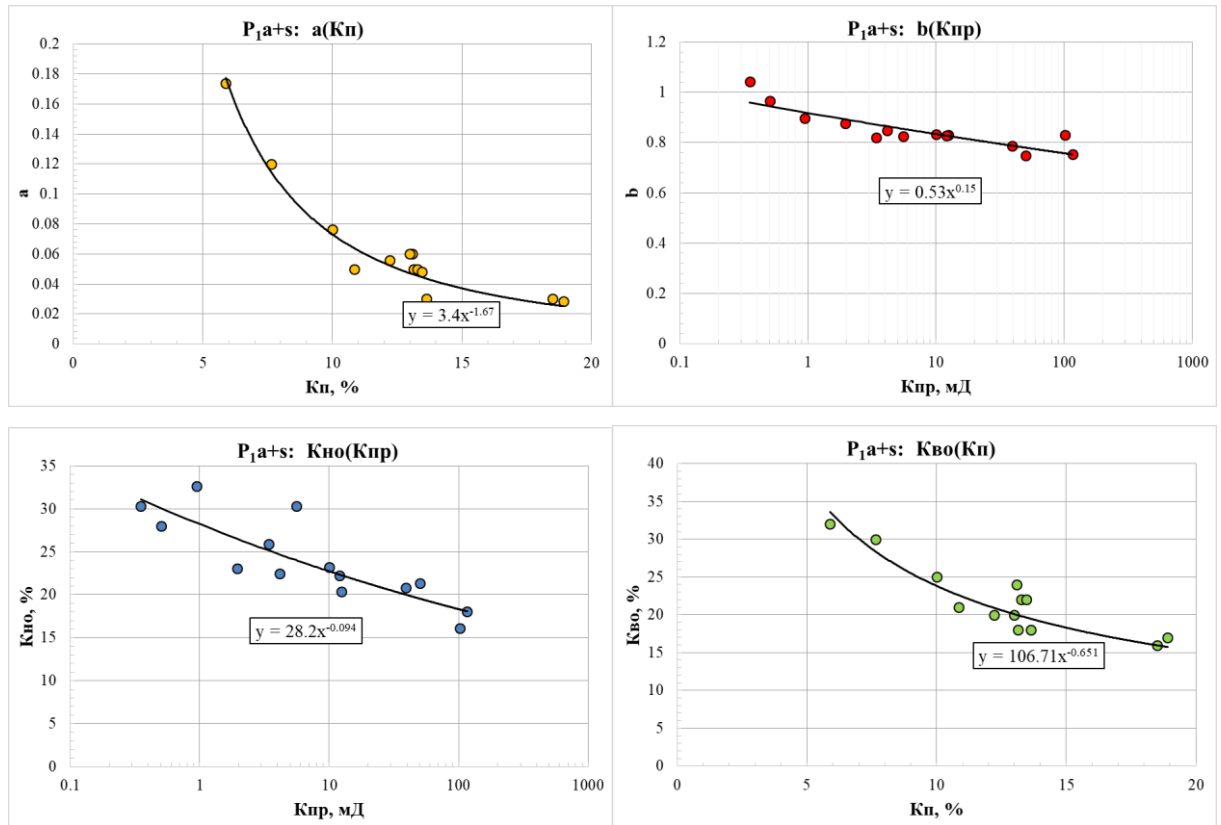 P₁a+s: a(Кп)
0.2
0.18
0.16
0.14
0.12
0.1
0.08
0.06
0.04
0.02
0
a
y = 3.4x⁻¹·⁶⁷
0 5 10 15 20
Кп, %
P₁a+s: b(Кпр)
1.2
1
0.8
0.6
0.4
0.2
0
b
y = 0.53x⁰·¹⁵
0.1 1 10 100 1000
Кпр, мД
P₁a+s: Кно(Кпр)
35
30
25
20
15
10
5
0
Кно, %
y = 28.2x⁻⁰·⁰⁹⁴
0.1 1 10 100 1000
Кпр, мД
P₁a+s: Кво(Кп)
40
35
30
25
20
15
10
5
0
Кво, %
y = 106.71x⁻⁰·⁶⁵¹
0 5 10 15 20
Кп, %